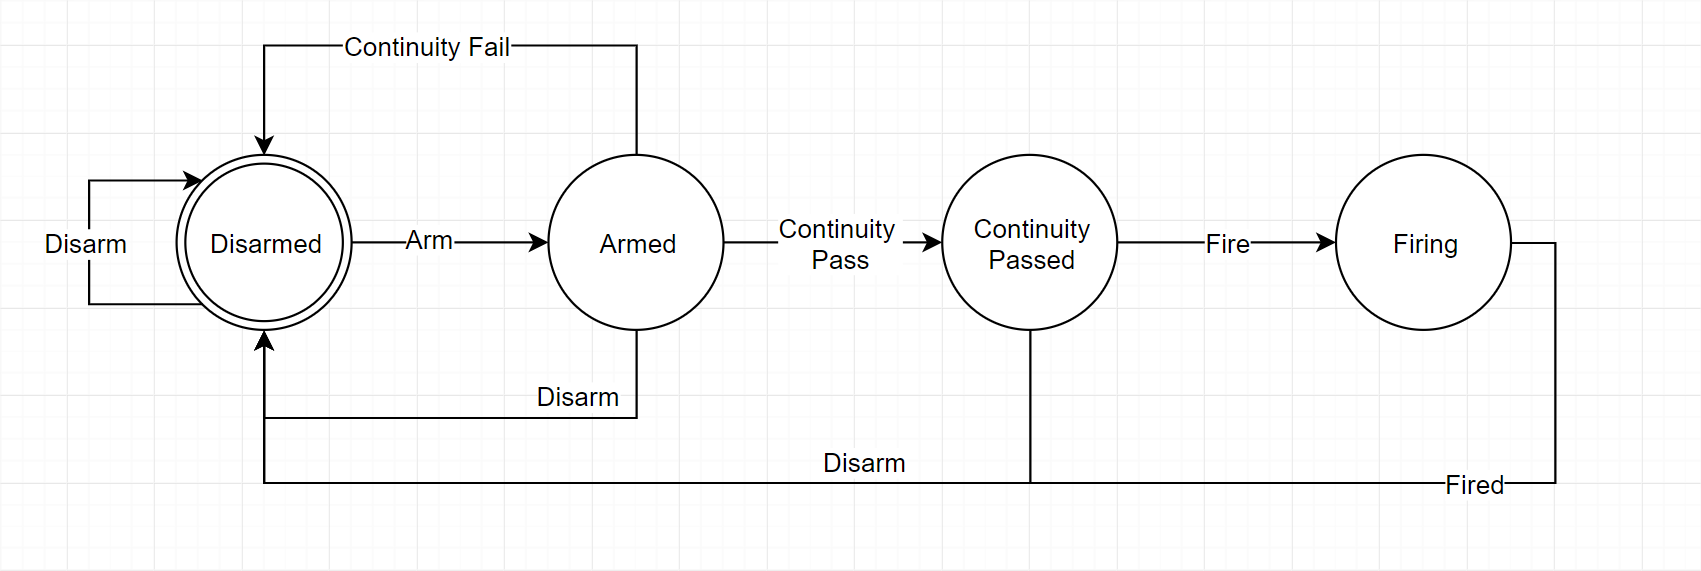 Continuity Fail
Disarm
Disarmed
Arm
Armed
Continuity
Pass
Continuity
Passed
Fire
Firing
Disarm
Disarm
Fired